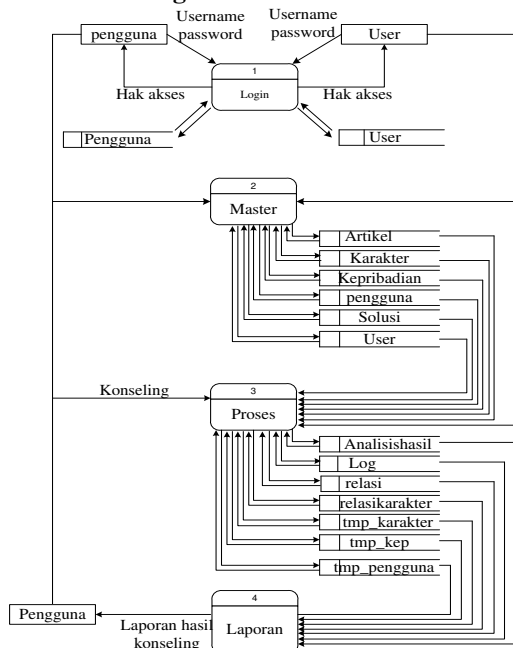 Username
password
Username
password
pengguna
User
1
Login
Hak akses
Hak akses
Pengguna
User
2
Master
Artikel
Karakter
Kepribadian
pengguna
Solusi
User
Konseling
3
Proses
Analisishasil
Log
relasi
relasikarakter
tmp_karakter
tmp_kep
tmp_pengguna
4
Laporan
Pengguna
Laporan hasil
konseling